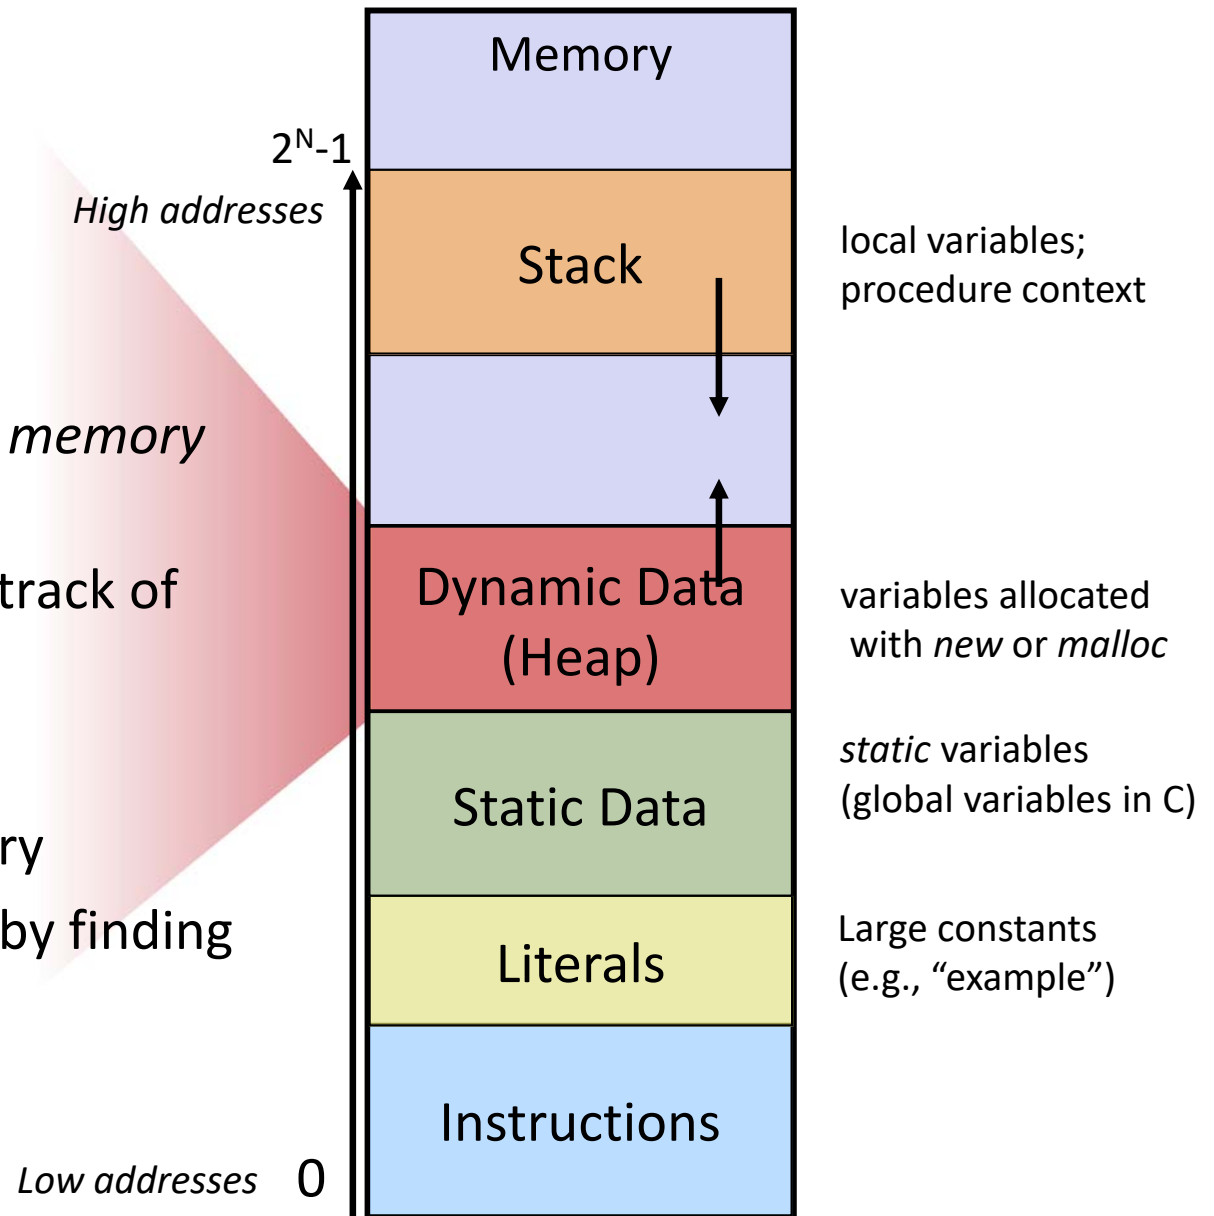 Memory
2ᴺ-1
High addresses
Stack
local variables;
procedure context
memory
track of
Dynamic Data
(Heap)
variables allocated
with new or malloc
static variables
(global variables in C)
Static Data
ry
by finding
Literals
Large constants
(e.g., “example”)
Instructions
Low addresses 0